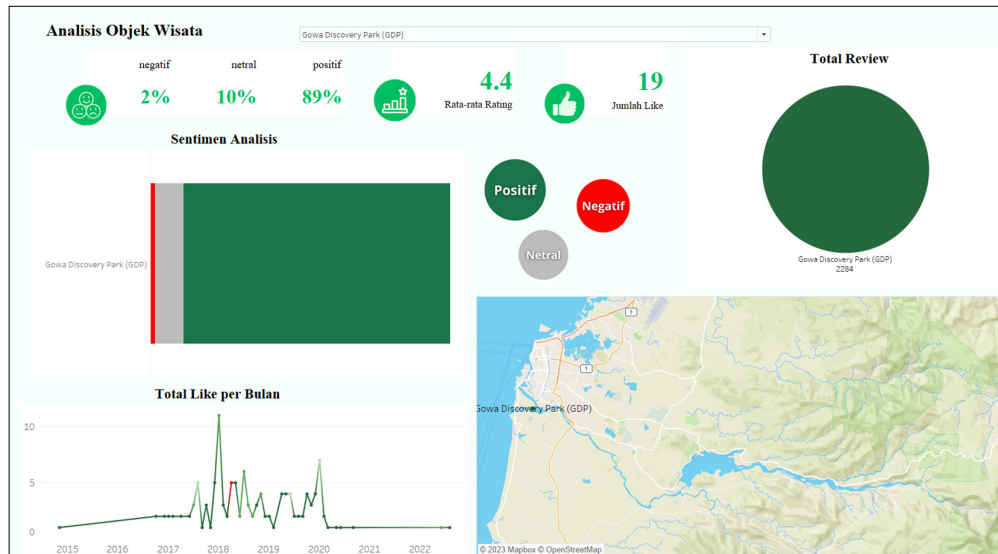 Analisis Objek Wisata
Gowa Discovery Park (GDP)
negatif netral positif
2% 10% 89%
4.4
Rata-rata Rating
19
Jumlah Like
Total Review
Gowa Discovery Park (GDP)
2284
Sentimen Analisis
Gowa Discovery Park (GDP)
Positif
Negatif
Netral
1
1
Gowa Discovery Park (GDP)
© 2023 Mapbox © OpenStreetMap
Total Like per Bulan
10
5
0
2015 2016 2017 2018 2019 2020 2021 2022